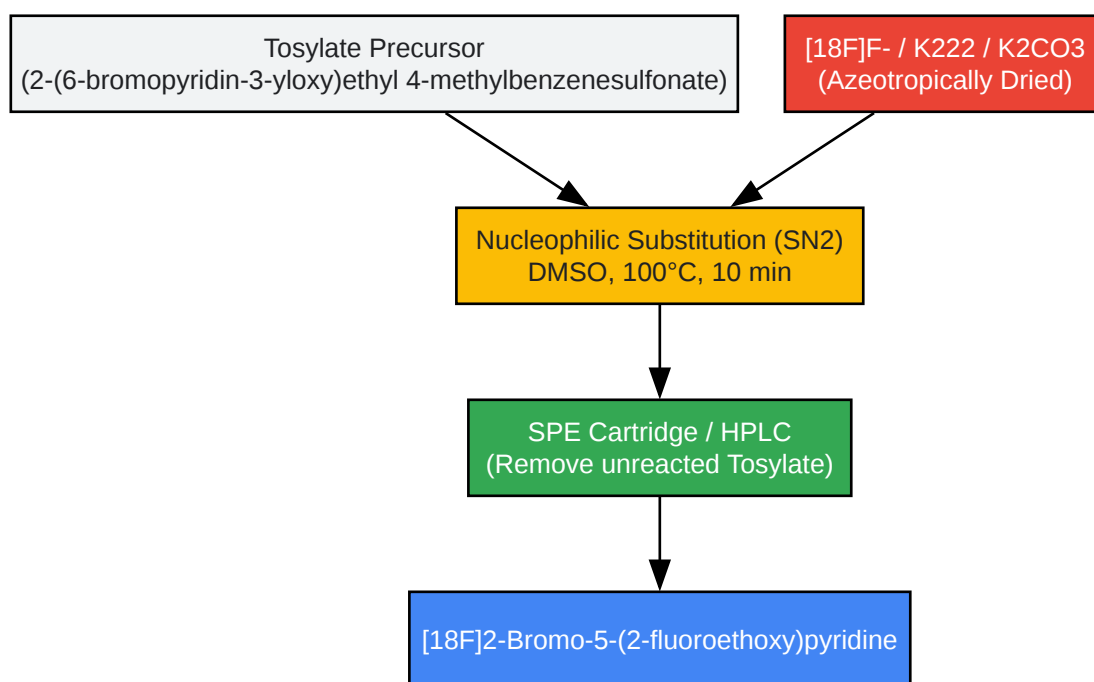 Tosylate Precursor
(2-(6-bromopyridin-3-yloxy)ethyl 4-methylbenzenesulfonate)
[18F]F- / K222 / K2CO3
(Azeotropically Dried)
Nucleophilic Substitution (SN2)
DMSO, 100°C, 10 min
SPE Cartridge / HPLC
(Remove unreacted Tosylate)
[18F]2-Bromo-5-(2-fluoroethoxy)pyridine